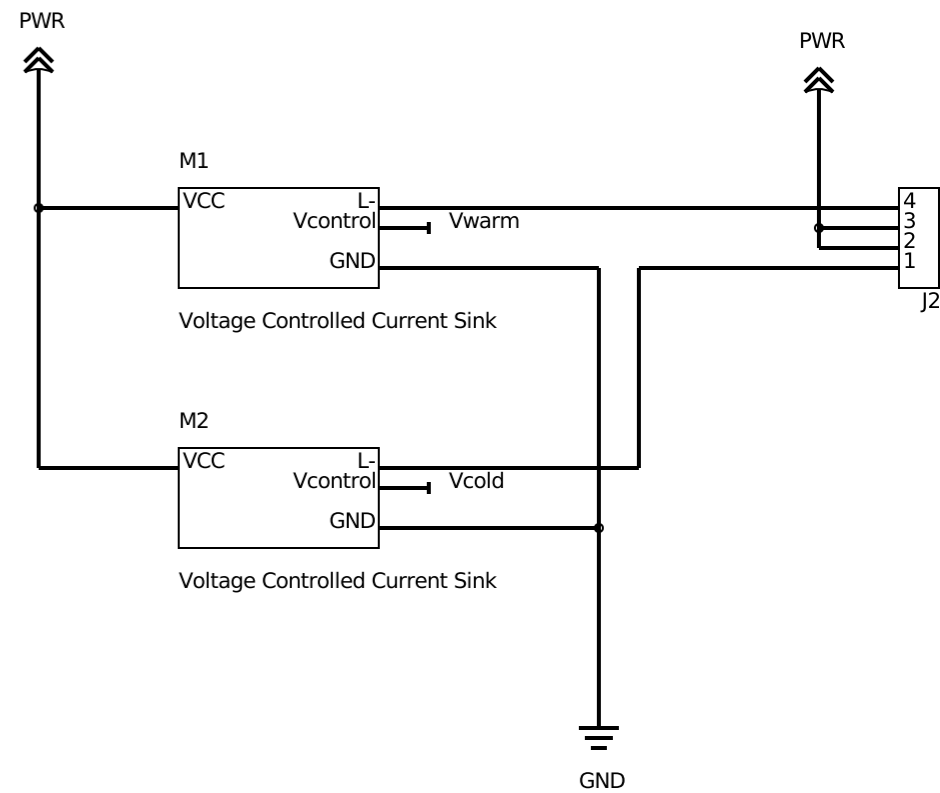 PWR
PWR
M1
VCC
L-
Vcontrol
Vwarm
GND
4
3
2
1
J2
Voltage Controlled Current Sink
M2
VCC
L-
Vcontrol
Vcold
GND
Voltage Controlled Current Sink
GND